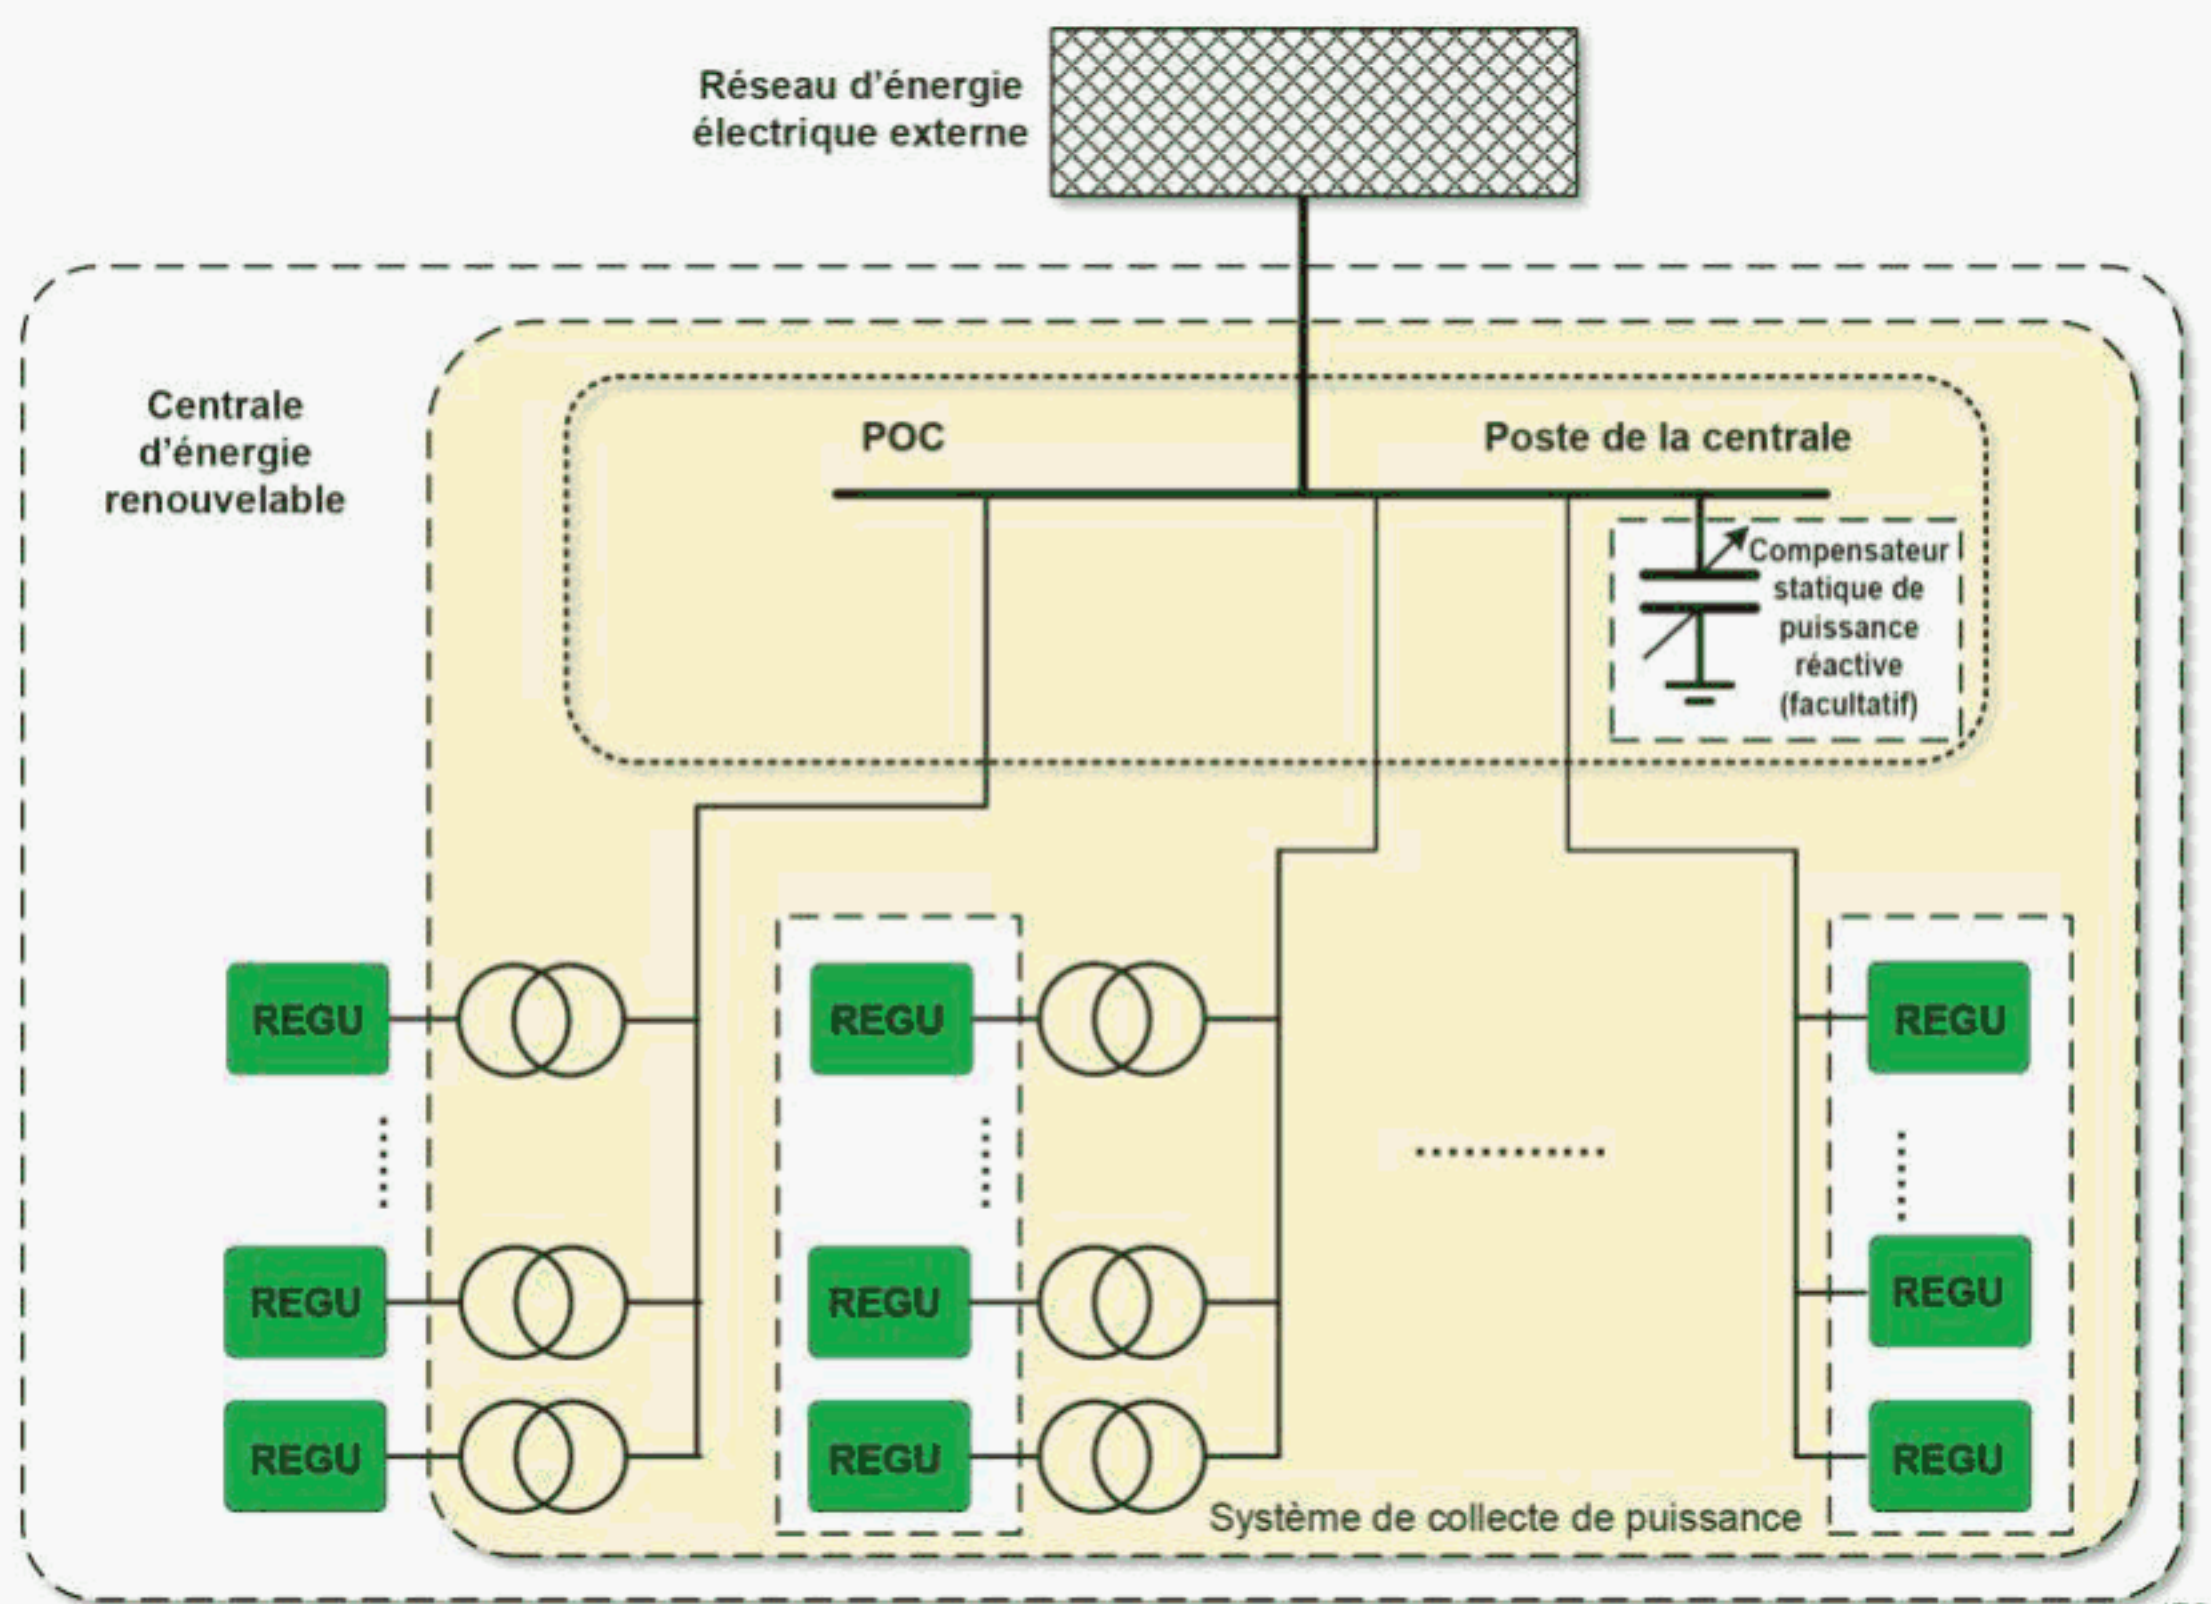 Réseau d'énergie
électrique externe
Centrale
d'énergie
renouvelable
POC
Poste de la centrale
Compensateur
statique de
puissance
réactive
(facultatif)
REGU
REGU
REGU
REGU
REGU
REGU
REGU
REGU
REGU
Système de collecte de puissance